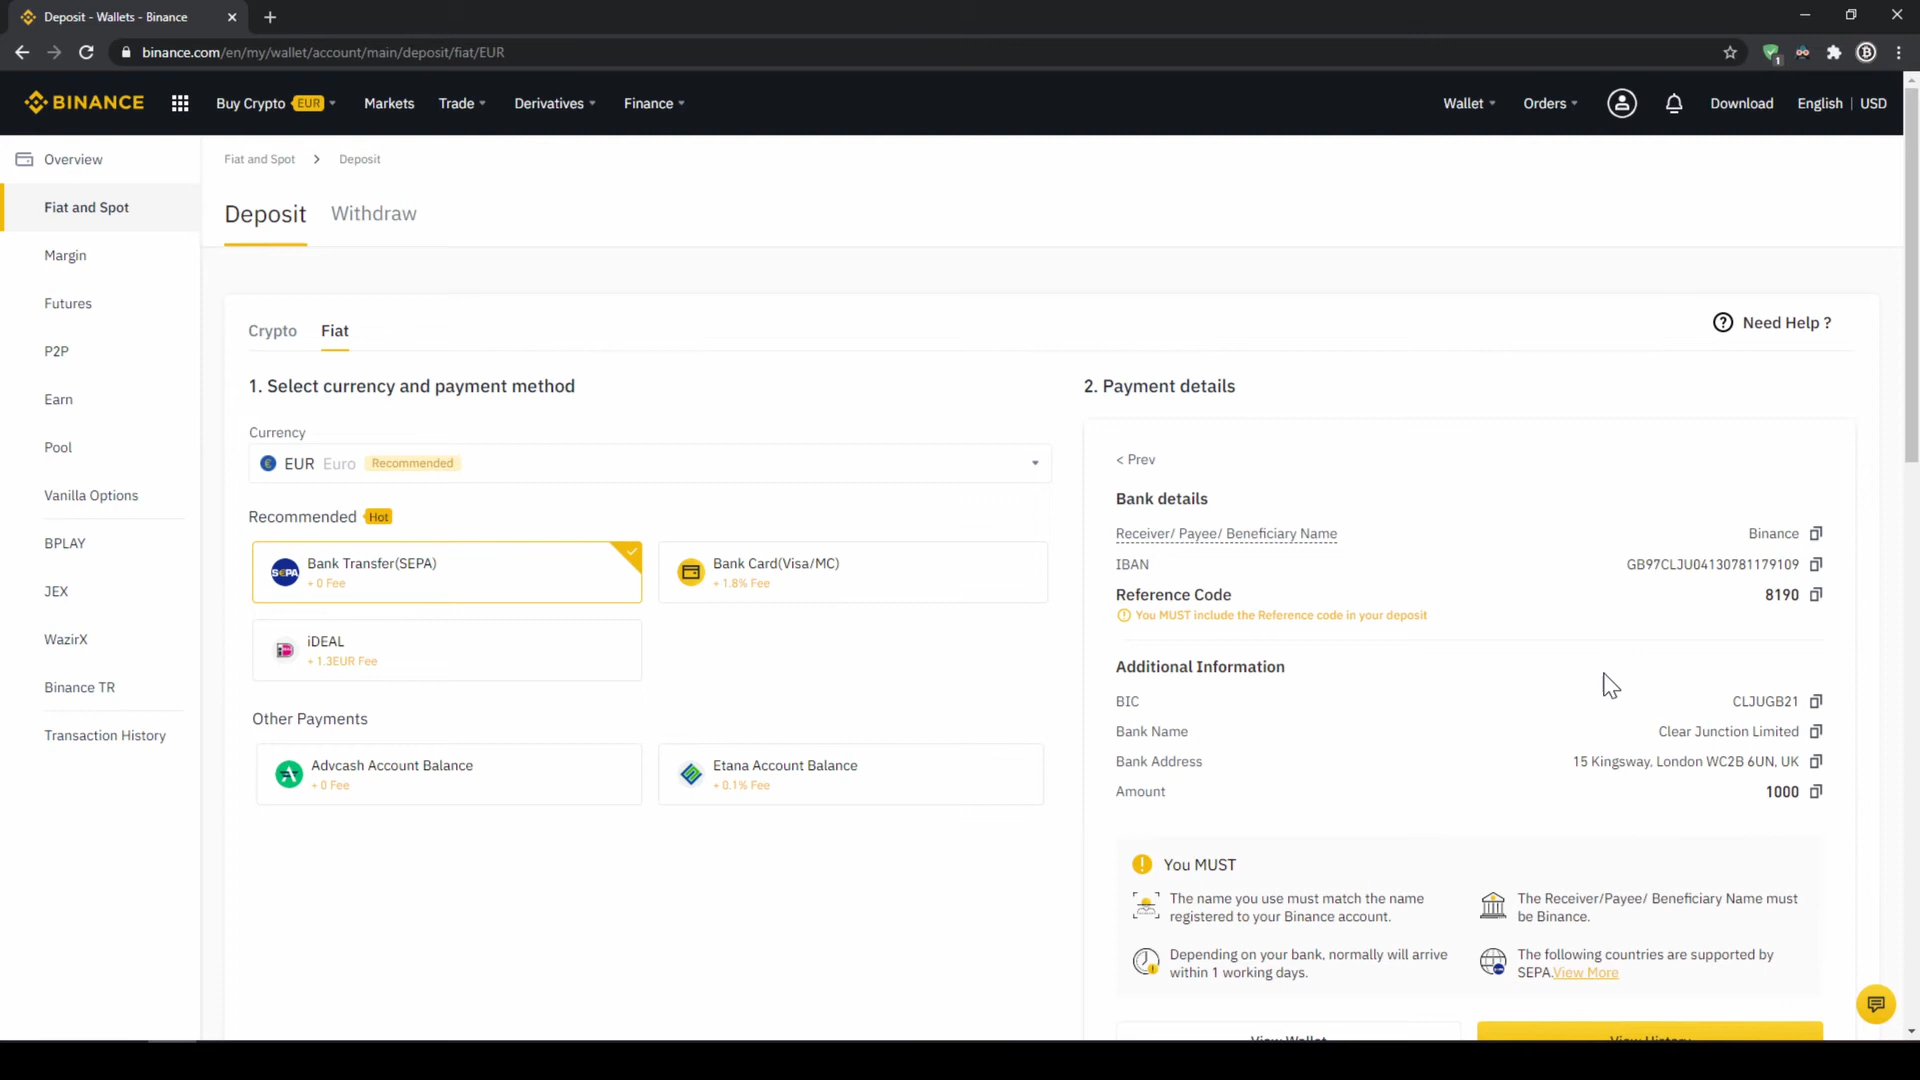 Deposit - Wallets - Binance
binance.com/en/my/wallet/account/main/deposit/fiat/EUR
1
BINANCE
Buy Crypto EUR
Markets
Trade
Derivatives
Finance
Wallet
Orders
Download
English | USD
Overview
Fiat and Spot
Margin
Futures
P2P
Earn
Pool
Vanilla Options
BPLAY
JEX
WazirX
Binance TR
Transaction History
Fiat and Spot > Deposit
Deposit Withdraw
Crypto Fiat
Need Help ?
1. Select currency and payment method
Currency
EUR Euro Recommended
Recommended Hot
SEPA
Bank Transfer(SEPA)
+ 0 Fee
Bank Card(Visa/MC)
+ 1.8% Fee
iDEAL
+ 1.3EUR Fee
Other Payments
Advcash Account Balance
+ 0 Fee
Etana Account Balance
+ 0.1% Fee
2. Payment details
< Prev
Bank details
Receiver/ Payee/ Beneficiary Name Binance
IBAN GB97CLJU04130781179109
Reference Code 8190
You MUST include the Reference code in your deposit
Additional Information
BIC CLJUGB21
Bank Name Clear Junction Limited
Bank Address 15 Kingsway, London WC2B 6UN, UK
Amount 1000
You MUST
The name you use must match the name
registered to your Binance account.
The Receiver/Payee/ Beneficiary Name must
be Binance.
Depending on your bank, normally will arrive
within 1 working days.
The following countries are supported by
SEPA.View More
View Wallet
View History